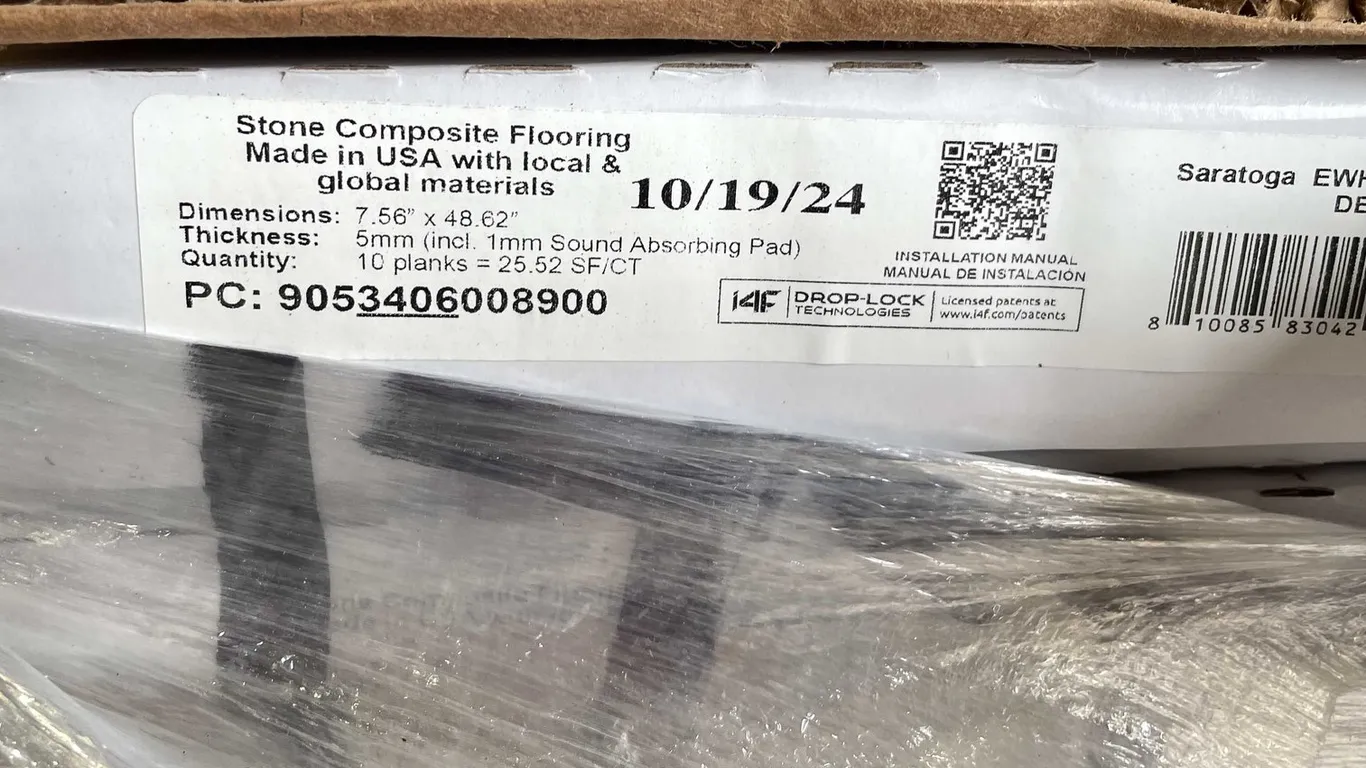 Stone Composite Flooring
Made in USA with local &
global materials
10/19/24
Dimensions: 7.56" x 48.62"
Thickness: 5mm (incl. 1mm Sound Absorbing Pad)
Quantity: 10 planks = 25.52 SF/CT
PC: 9053406008900
INSTALLATION MANUAL
MANUAL DE INSTALACIÓN
i4F DROP-LOCK TECHNOLOGIES
Licensed patents at
www.i4f.com/patents
Saratoga
8 10085 83042